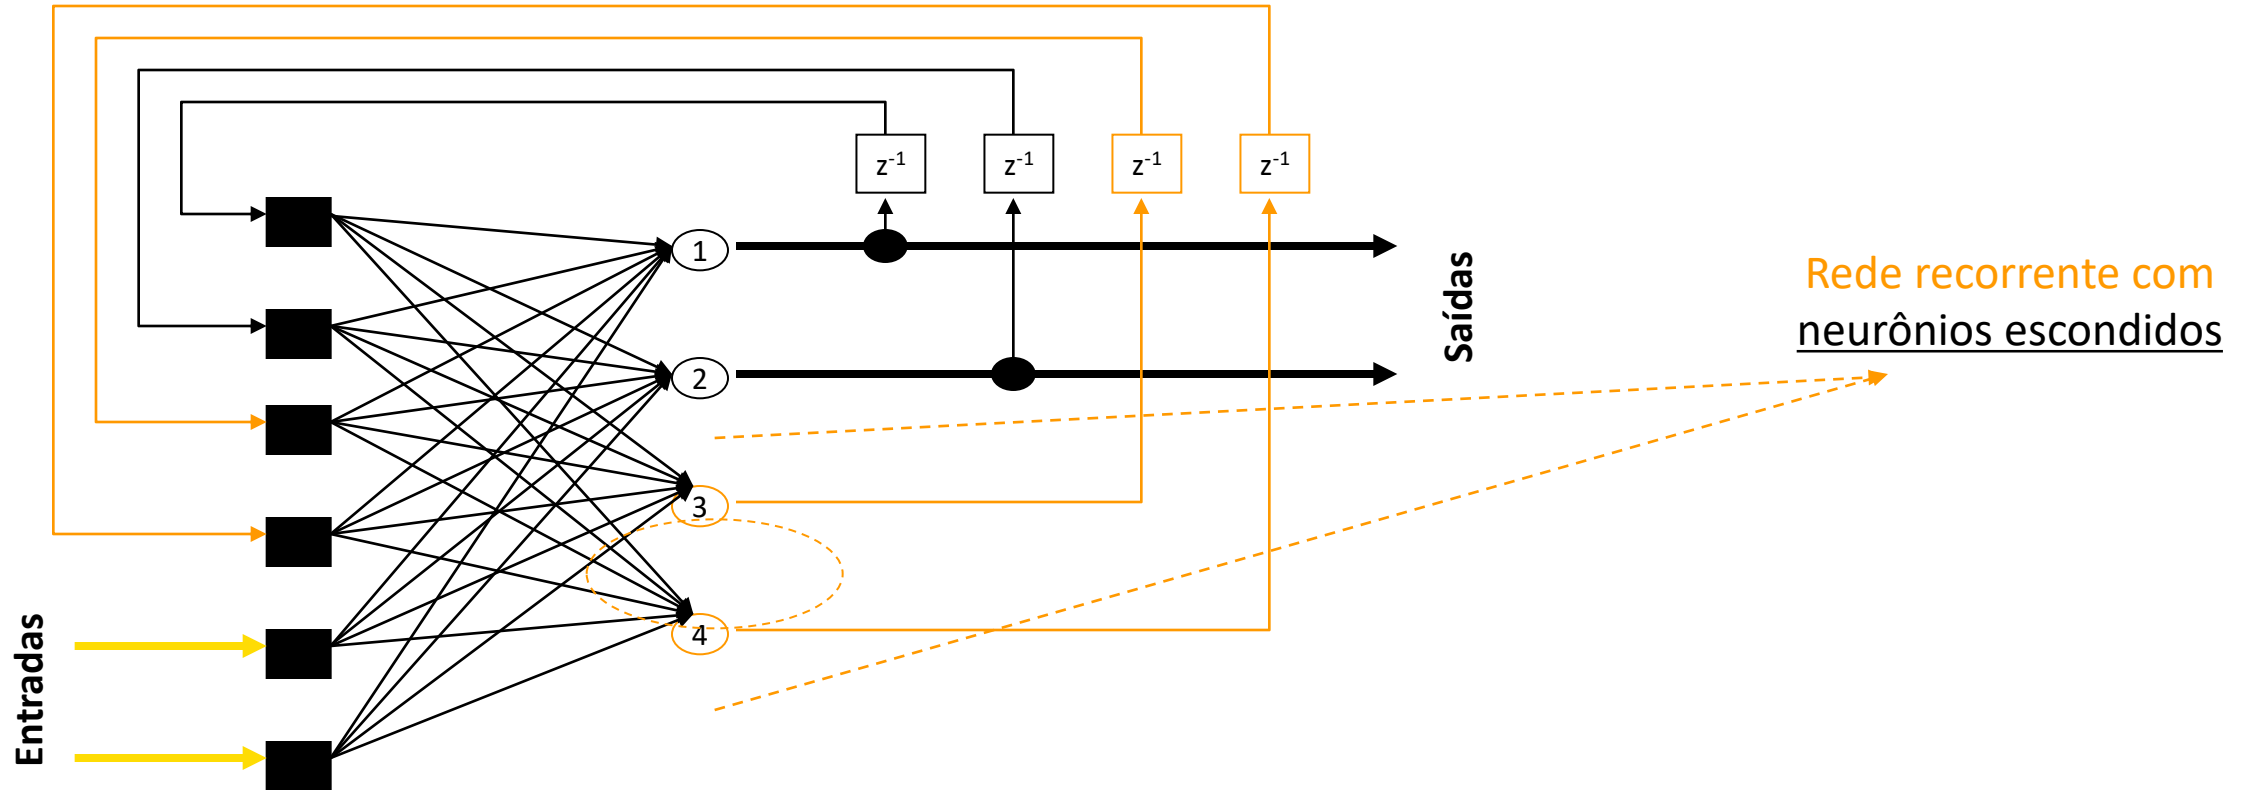 z-1
z-1
z-1
z-1
1
2
3
4
Entradas
Saídas
Rede recorrente com
neurônios escondidos